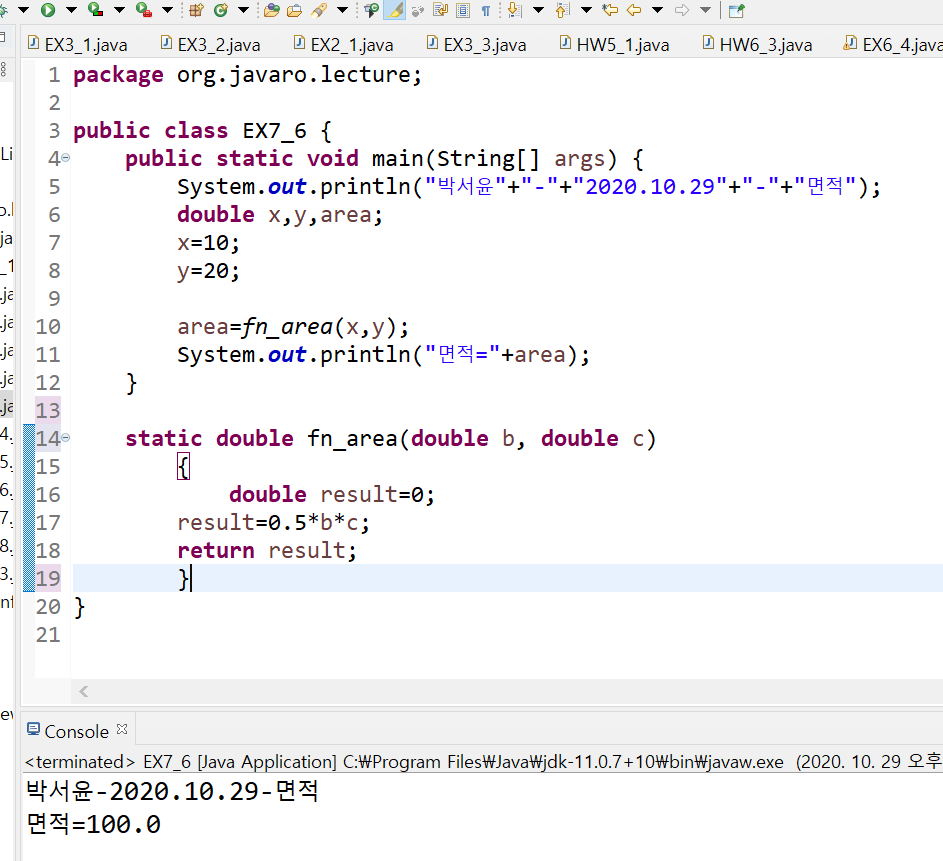 EX3_1.java EX3_2.java EX2_1.java EX3_3.java HW5_1.java HW6_3.java EX6_4.java
1 package org.javaro.lecture;
2
3 public class EX7_6 {
4 public static void main(String[] args) {
5 System.out.println("박서윤"+"-"+"2020.10.29"+"-"+"면적");
6 double x,y,area;
7 x=10;
8 y=20;
9
10 area=fn_area(x,y);
11 System.out.println("면적="+area);
12 }
13
14 static double fn_area(double b, double c)
15 {
16 double result=0;
17 result=0.5*b*c;
18 return result;
19 }
20 }
21
Console
<terminated> EX7_6 [Java Application] C:₩Program Files₩Java₩jdk-11.0.7+10₩bin₩javaw.exe (2020. 10. 29 오후
박서윤-2020.10.29-면적
면적=100.0